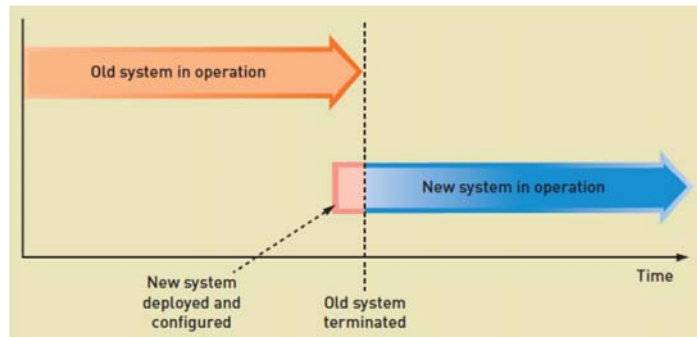 Old system in operation
New system in operation
Time
New system
deployed and
configured
Old system
terminated